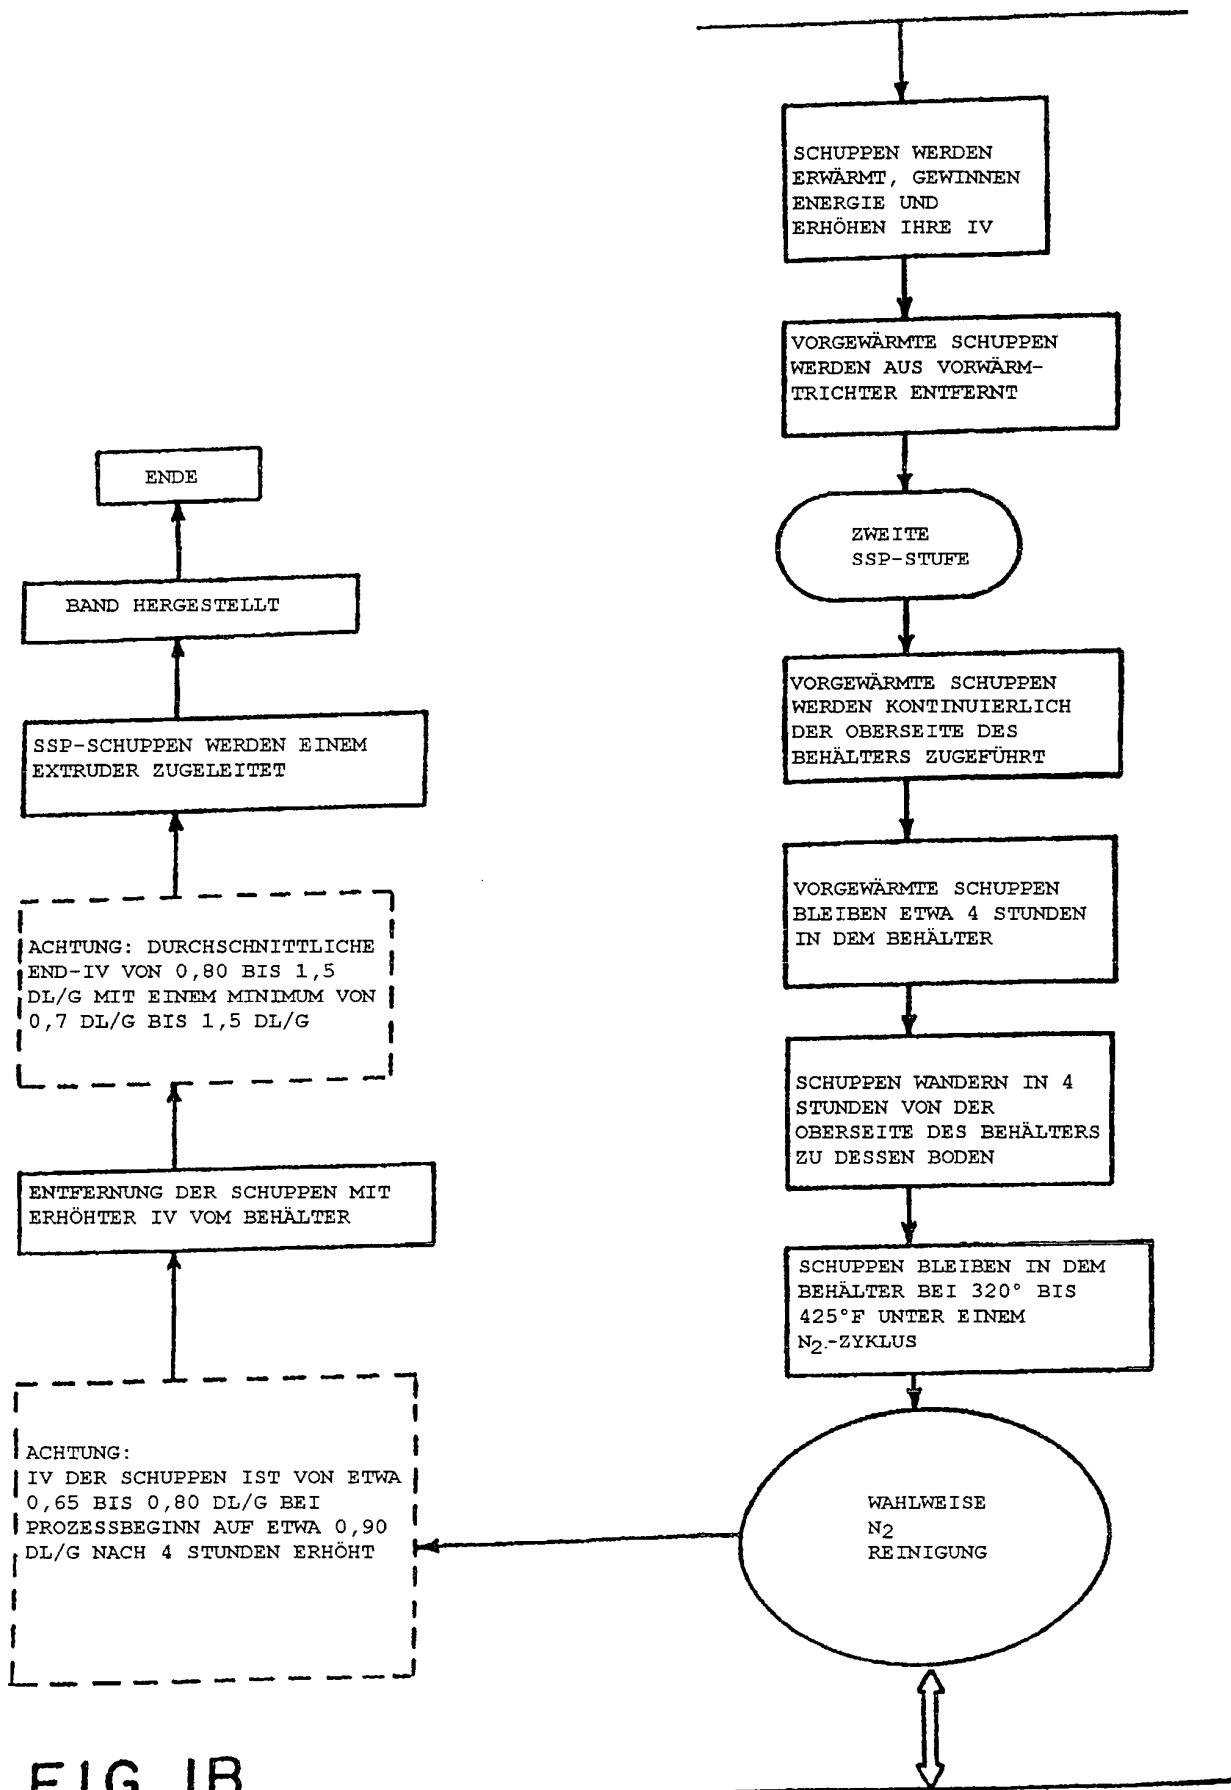 SCHUPPEN WERDEN
ERWÄRMT, GEWINNEN
ENERGIE UND
ERHÖHEN IHRE IV
VORGEWÄRMTE SCHUPPEN
WERDEN AUS VORWÄRM-
TRICHTER ENTFERNT
ZWEITE
SSP-STUFE
VORGEWÄRMTE SCHUPPEN
WERDEN KONTINUIERLICH
DER OBERSEITE DES
BEHÄLTERS ZUGEFÜHRT
VORGEWÄRMTE SCHUPPEN
BLEIBEN ETWA 4 STUNDEN
IN DEM BEHÄLTER
SCHUPPEN WANDERN IN 4
STUNDEN VON DER
OBERSEITE DES BEHÄLTERS
ZU DESSEN BODEN
SCHUPPEN BLEIBEN IN DEM
BEHÄLTER BEI 320° BIS
425°F UNTER EINEM
N2.-ZYKLUS
WAHLWEISE
N2
REINIGUNG
ACHTUNG:
IV DER SCHUPPEN IST VON ETWA
0,65 BIS 0,80 DL/G BEI
PROZESSBEGINN AUF ETWA 0,90
DL/G NACH 4 STUNDEN ERHÖHT
ENTFERNUNG DER SCHUPPEN MIT
ERHÖHTER IV VOM BEHÄLTER
ACHTUNG: DURCHSCHNITTLICHE
END-IV VON 0,80 BIS 1,5
DL/G MIT EINEM MINIMUM VON
0,7 DL/G BIS 1,5 DL/G
SSP-SCHUPPEN WERDEN EINEM
EXTRUDER ZUGELEITET
BAND HERGESTELLT
ENDE
FIG. 1B